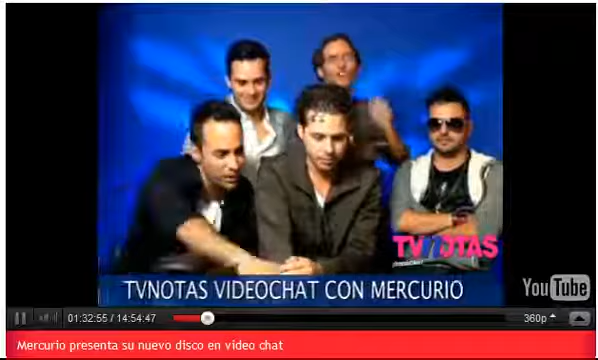 TVNOTAS
TVNOTAS VIDEOCHAT CON MERCURIO
YouTube
01:32:55 / 14:54:47
360p
Mercurio presenta su nuevo disco en video chat